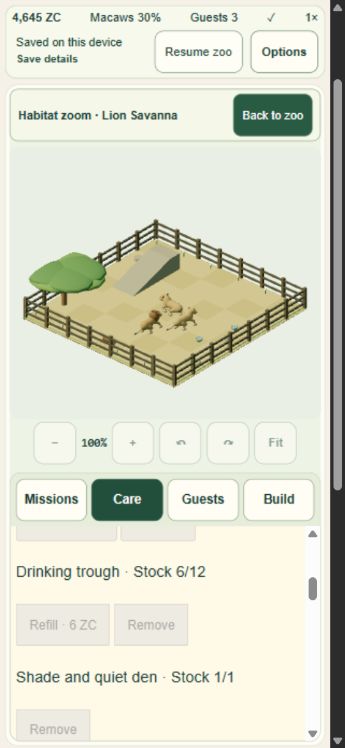 4,645 ZC Macaws 30% Guests 3 ✓ 1×
Saved on this device
Save details
Resume zoo
Options
Habitat zoom · Lion Savanna
Back to zoo
− 100% + ↶ ↷ Fit
Missions Care Guests Build
Drinking trough · Stock 6/12
Refill · 6 ZC Remove
Shade and quiet den · Stock 1/1
Remove